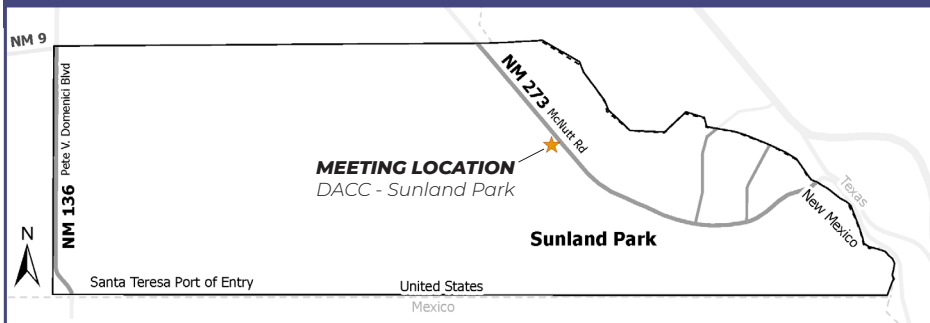 NM 9
NM 136 Pete V. Domenici Blvd
NM 273 McNutt Rd
MEETING LOCATION
DACC - Sunland Park
Texas
New Mexico
Sunland Park
N
Santa Teresa Port of Entry
United States
Mexico